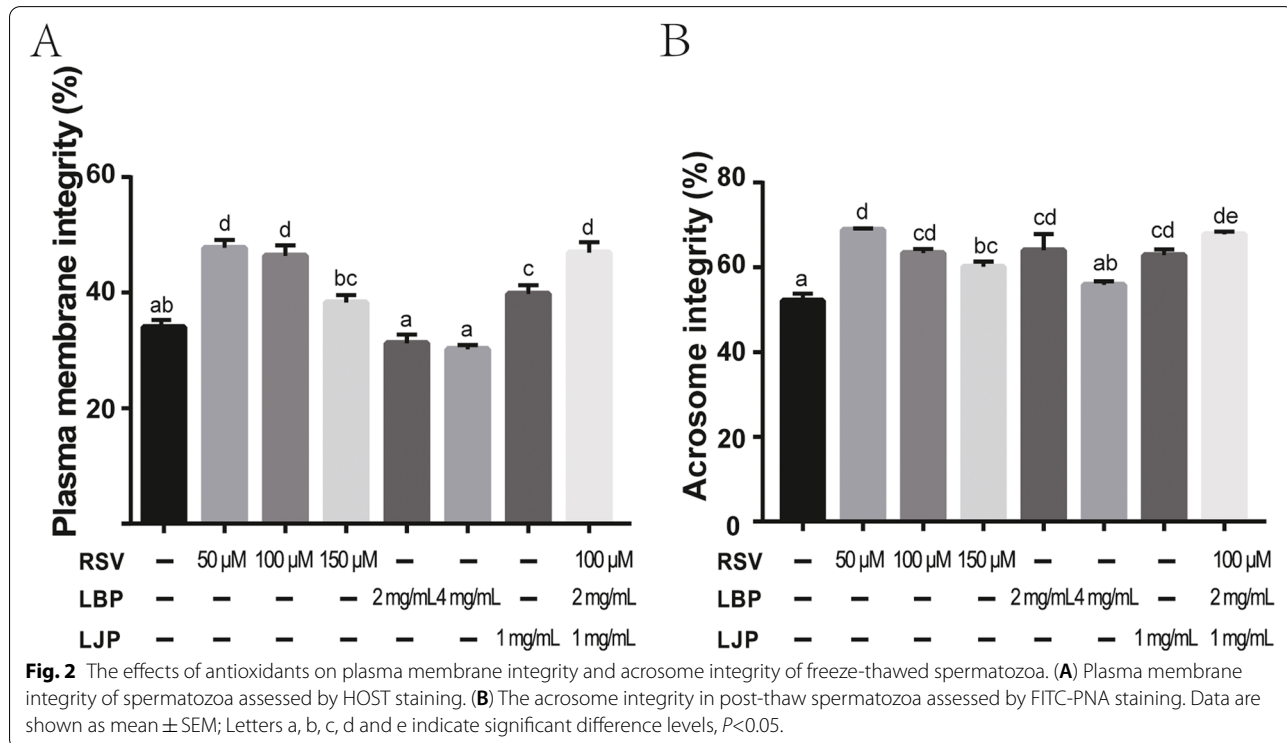 A
Plasma membrane integrity (%)
60
40
20
ab
d
d
bc
a
a
c
d
RSV – 50 µM 100 µM 150 µM – – – 100 µM
LBP – – – – 2 mg/mL 4 mg/mL – 2 mg/mL
LJP – – – – – – 1 mg/mL 1 mg/mL
B
Acrosome integrity (%)
80
60
40
20
0
a
d
cd
bc
cd
ab
cd
de
RSV – 50 µM 100 µM 150 µM – – – 100 µM
LBP – – – – 2 mg/mL 4 mg/mL – 2 mg/mL
LJP – – – – – – 1 mg/mL 1 mg/mL
Fig. 2 The effects of antioxidants on plasma membrane integrity and acrosome integrity of freeze-thawed spermatozoa. (A) Plasma membrane
integrity of spermatozoa assessed by HOST staining. (B) The acrosome integrity in post-thaw spermatozoa assessed by FITC-PNA staining. Data are
shown as mean ± SEM; Letters a, b, c, d and e indicate significant difference levels, P<0.05.